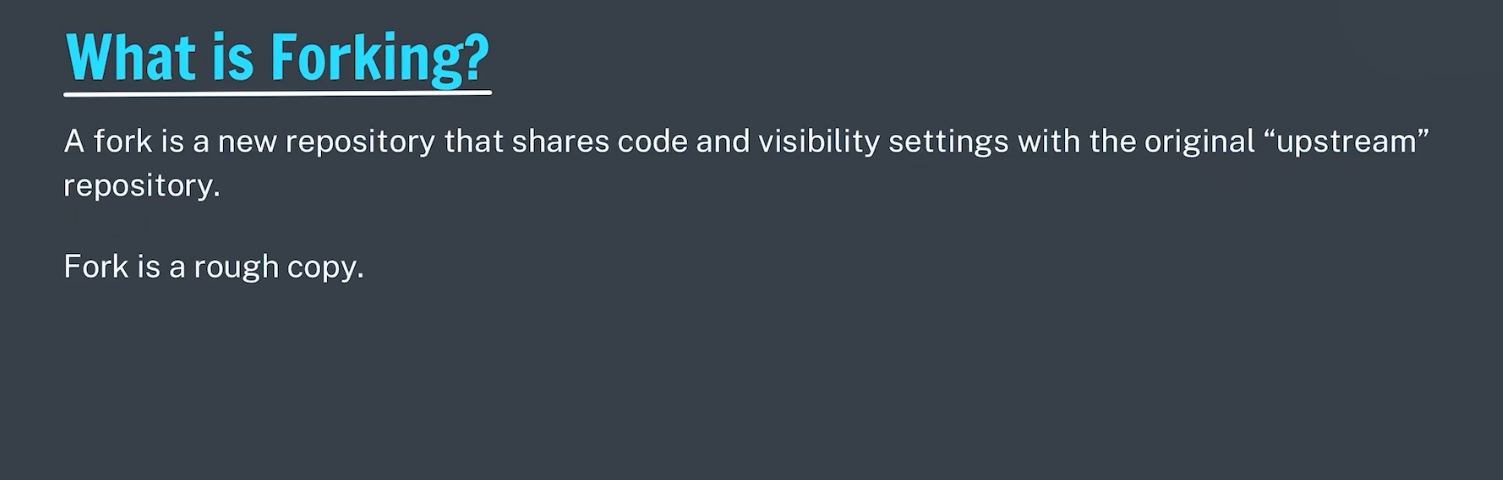 What is Forking?
A fork is a new repository that shares code and visibility settings with the original “upstream”
repository.
Fork is a rough copy.